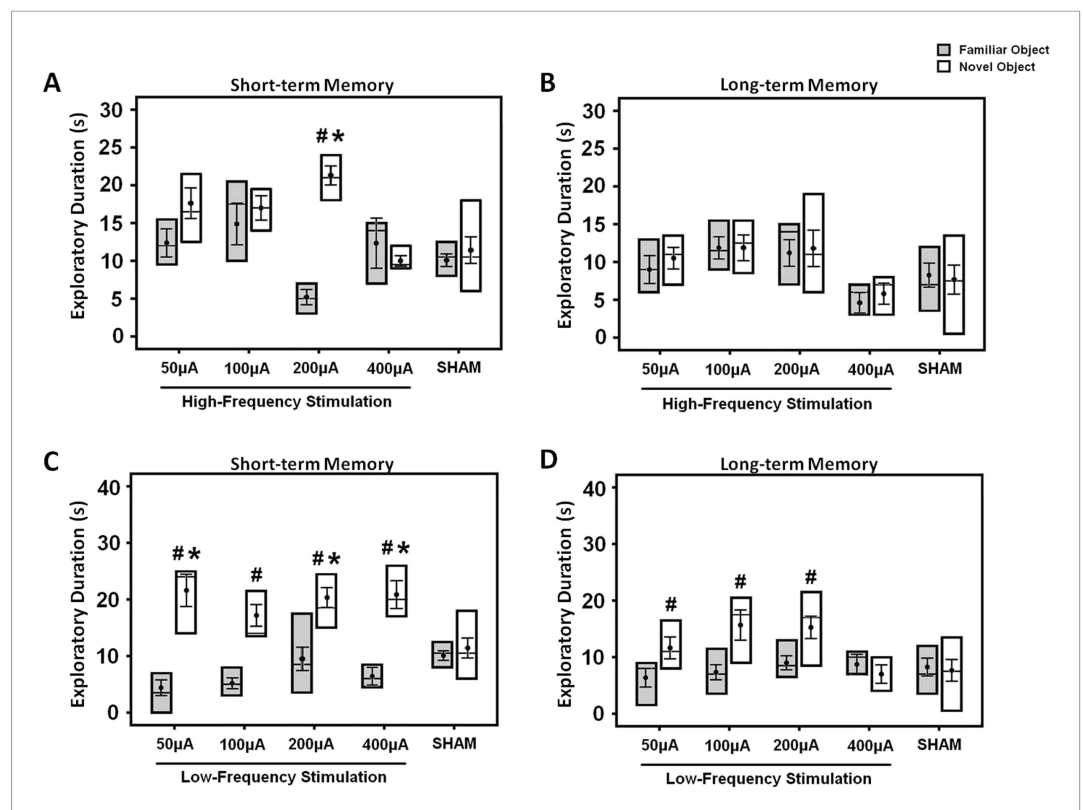 Familiar Object
Novel Object
A
Short-term Memory
Exploratory Duration (s)
30
25
20
15
10
5
0
#*
50µA 100µA 200µA 400µA SHAM
High-Frequency Stimulation
B
Long-term Memory
Exploratory Duration (s)
30
25
20
15
10
5
0
50µA 100µA 200µA 400µA SHAM
High-Frequency Stimulation
C
Short-term Memory
Exploratory Duration (s)
40
30
20
10
0
#* # #* #*
50µA 100µA 200µA 400µA SHAM
Low-Frequency Stimulation
D
Long-term Memory
Exploratory Duration (s)
40
30
20
10
0
# # #
50µA 100µA 200µA 400µA SHAM
Low-Frequency Stimulation